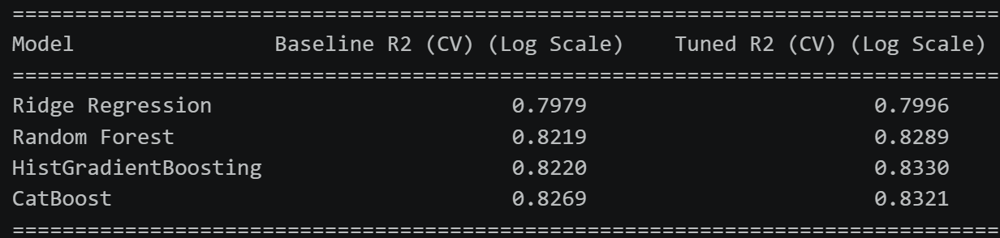 ================================================================================
Model                Baseline R2 (CV) (Log Scale)    Tuned R2 (CV) (Log Scale)
================================================================================
Ridge Regression                        0.7979                       0.7996
Random Forest                           0.8219                       0.8289
HistGradientBoosting                    0.8220                       0.8330
CatBoost                                0.8269                       0.8321
================================================================================